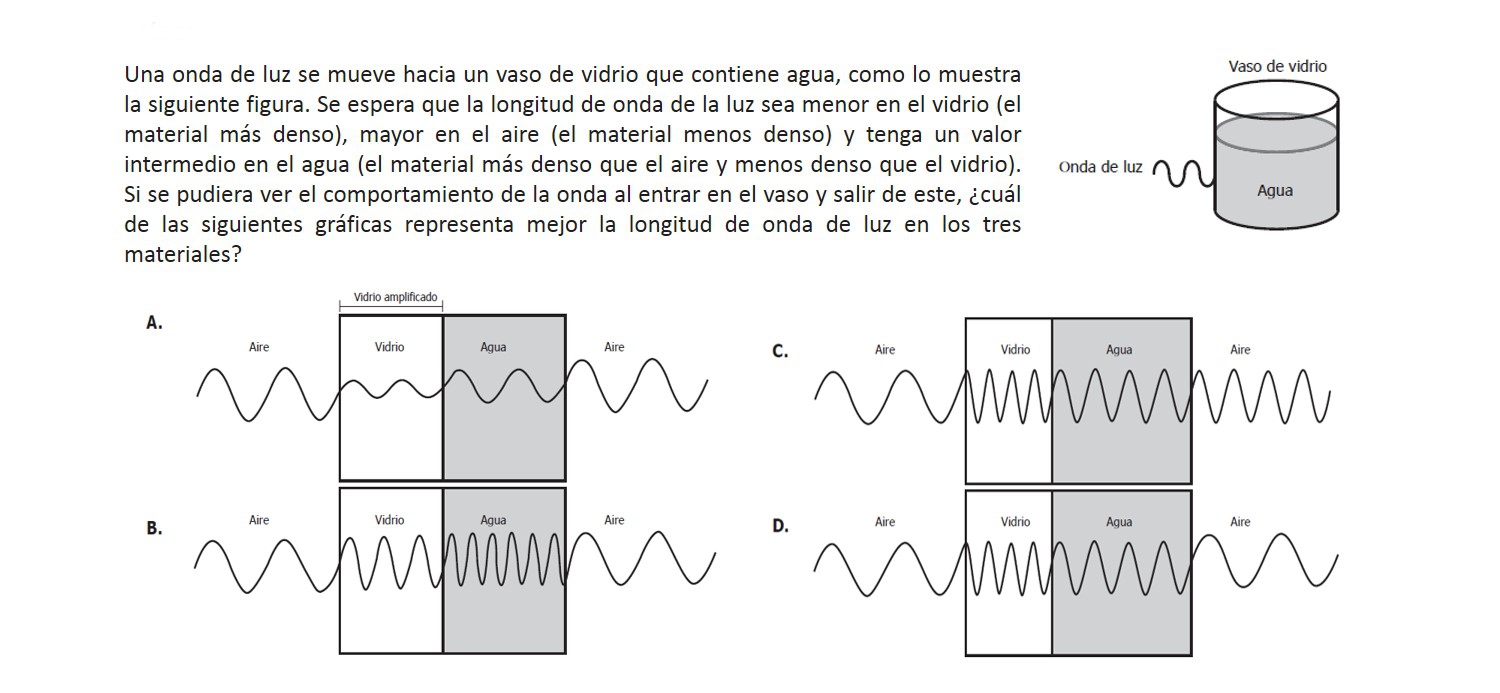 Una onda de luz se mueve hacia un vaso de vidrio que contiene agua, como lo muestra
la siguiente figura. Se espera que la longitud de onda de la luz sea menor en el vidrio (el
material más denso), mayor en el aire (el material menos denso) y tenga un valor
intermedio en el agua (el material más denso que el aire y menos denso que el vidrio).
Si se pudiera ver el comportamiento de la onda al entrar en el vaso y salir de este, ¿cuál
de las siguientes gráficas representa mejor la longitud de onda de luz en los tres
materiales?
Vaso de vidrio
Onda de luz
Agua
A.
Vidrio amplificado
Aire Vidrio Agua Aire
B.
Aire Vidrio Agua Aire
C.
Aire Vidrio Agua Aire
D.
Aire Vidrio Agua Aire